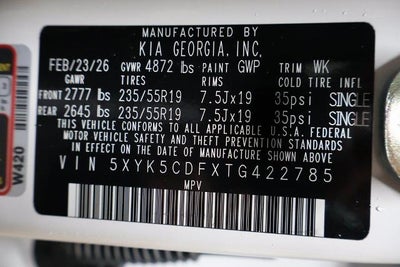 MANUFACTURED BY
KIA GEORGIA, INC.
FEB/23/26 GVWR 4872 lbs PAINT GWP TRIM WK
GAWR TIRES RIMS COLD TIRE INFL
FRONT 2777 lbs 235/55R19 7.5Jx19 35psi SINGLE
REAR 2645 lbs 235/55R19 7.5Jx19 35psi SINGLE
THIS VEHICLE CONFORMS TO ALL APPLICABLE U.S.A. FEDERAL
MOTOR VEHICLE SAFETY AND THEFT PREVENTION STANDARDS
IN EFFECT ON THE DATE OF MANUFACTURE SHOWN ABOVE
VIN 5XYK5CDFXTG422785
MPV
W420